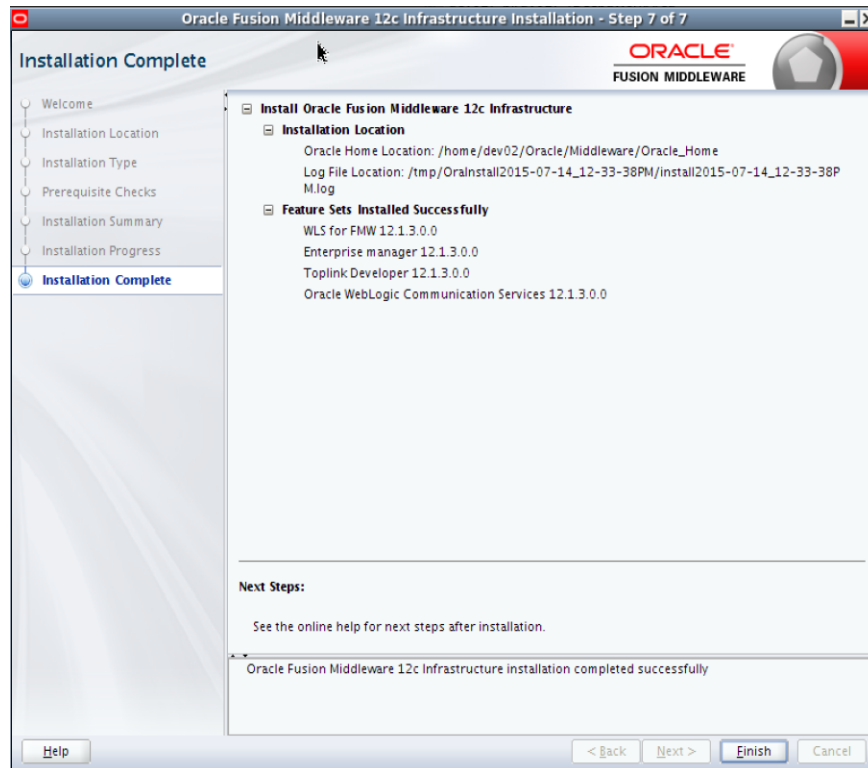 Oracle Fusion Middleware 12c Infrastructure Installation - Step 7 of 7
Installation Complete
ORACLE
FUSION MIDDLEWARE
Welcome
Installation Location
Installation Type
Prerequisite Checks
Installation Summary
Installation Progress
Installation Complete
Install Oracle Fusion Middleware 12c Infrastructure
Installation Location
Oracle Home Location: /home/dev02/Oracle/Middleware/Oracle_Home
Log File Location: /tmp/OraInstall2015-07-14_12-33-38PM/install2015-07-14_12-33-38P
M.log
Feature Sets Installed Successfully
WLS for FMW 12.1.3.0.0
Enterprise manager 12.1.3.0.0
Toplink Developer 12.1.3.0.0
Oracle WebLogic Communication Services 12.1.3.0.0
Next Steps:
See the online help for next steps after installation.
Oracle Fusion Middleware 12c Infrastructure installation completed successfully
Help
< Back
Next >
Finish
Cancel